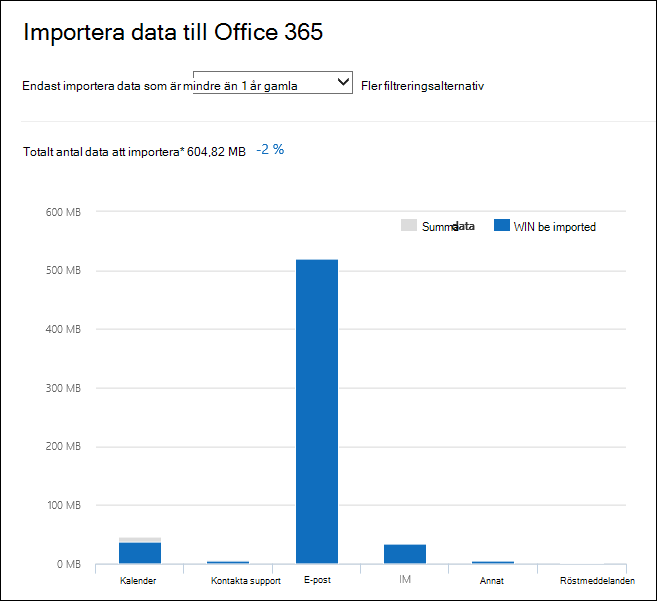 Importera data till Office 365
Endast importera data som är mindre än 1 år gamla Fler filtreringsalternativ
Totalt antal data att importera* 604,82 MB -2 %
600 MB
Summa data WIN be imported
500 MB
400 MB
300 MB
200 MB
100 MB
0 MB
Kalender Kontakta support E-post IM Annat Röstmeddelanden